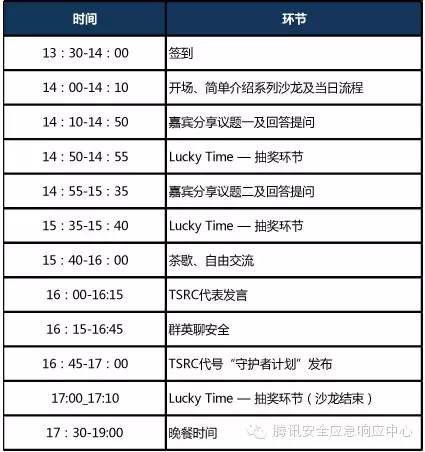 时间 环节
13：30-14：00 签到
14：00-14：10 开场、简单介绍系列沙龙及当日流程
14：10-14：50 嘉宾分享议题一及回答提问
14：50-14：55 Lucky Time — 抽奖环节
14：55-15：35 嘉宾分享议题二及回答提问
15：35-15：40 Lucky Time — 抽奖环节
15：40-16：00 茶歇、自由交流
16：00-16:15 TSRC代表发言
16：15-16:45 群英聊安全
16：45-17：00 TSRC代号“守护者计划”发布
17:00_17:10 Lucky Time — 抽奖环节（沙龙结束）
17：30-19:00 晚餐时间
腾讯安全应急响应中心